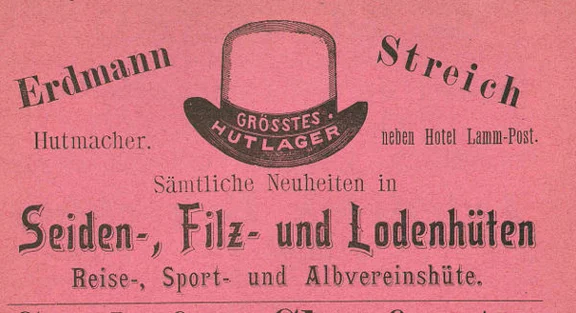 Erdmann Streich
GRÖSSTES
HUTLAGER
Hutmacher. neben Hotel Lamm-Post.
Sämtliche Neuheiten in
Seiden-, Filz- und Lodenhüten
Reise-, Sport- und Albvereinshüte.